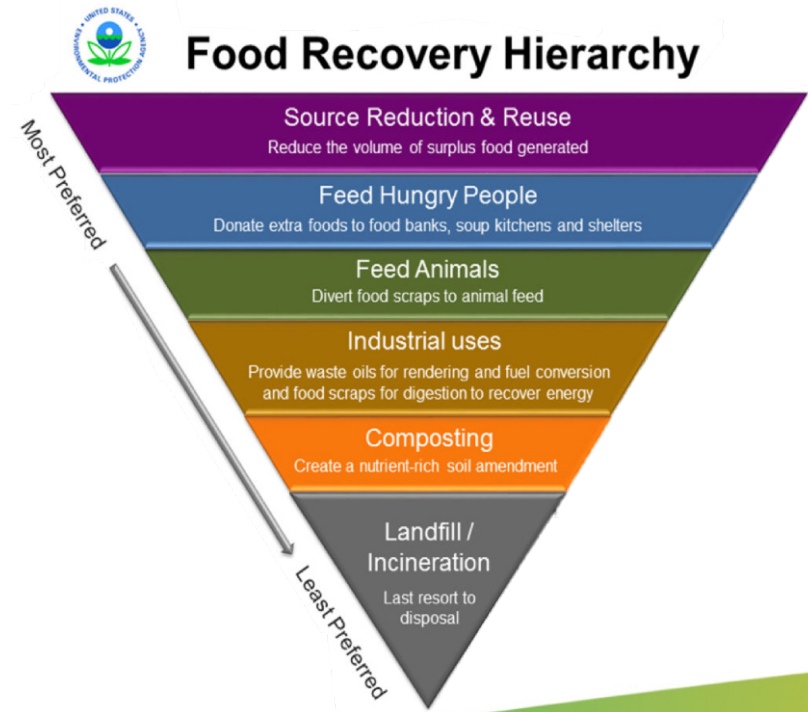 UNITED STATES
ENVIRONMENTAL PROTECTION AGENCY
Food Recovery Hierarchy
Most Preferred
Source Reduction & Reuse
Reduce the volume of surplus food generated
Feed Hungry People
Donate extra foods to food banks, soup kitchens and shelters
Feed Animals
Divert food scraps to animal feed
Industrial uses
Provide waste oils for rendering and fuel conversion
and food scraps for digestion to recover energy
Composting
Create a nutrient-rich soil amendment
Landfill /
Incineration
Last resort to
disposal
Least Preferred